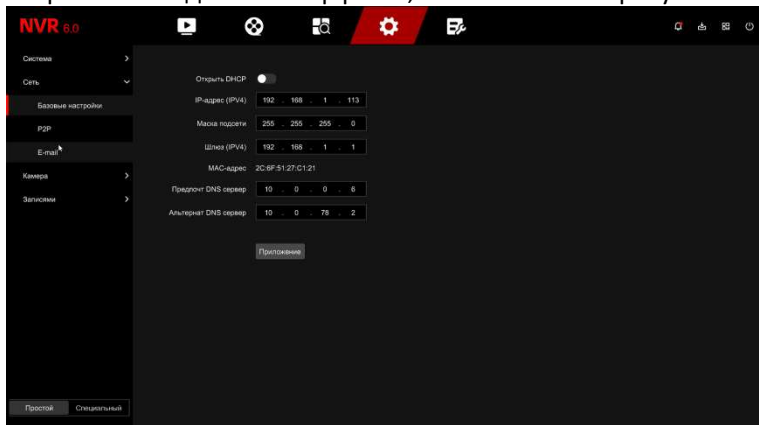 NVR 6.0
Система
Сеть
Базовые настройки
P2P
E-mail
Камера
Записями
Открыть DHCP
IP-адрес (IPV4) 192 . 168 . 1 . 113
Маска подсети 255 . 255 . 255 . 0
Шлюз (IPV4) 192 . 168 . 1 . 1
MAC-адрес 2C:6F:51:27:C1:21
Предпочт DNS сервер 10 . 0 . 0 . 6
Альтернат DNS сервер 10 . 0 . 78 . 2
Приложение
Простой Специальный